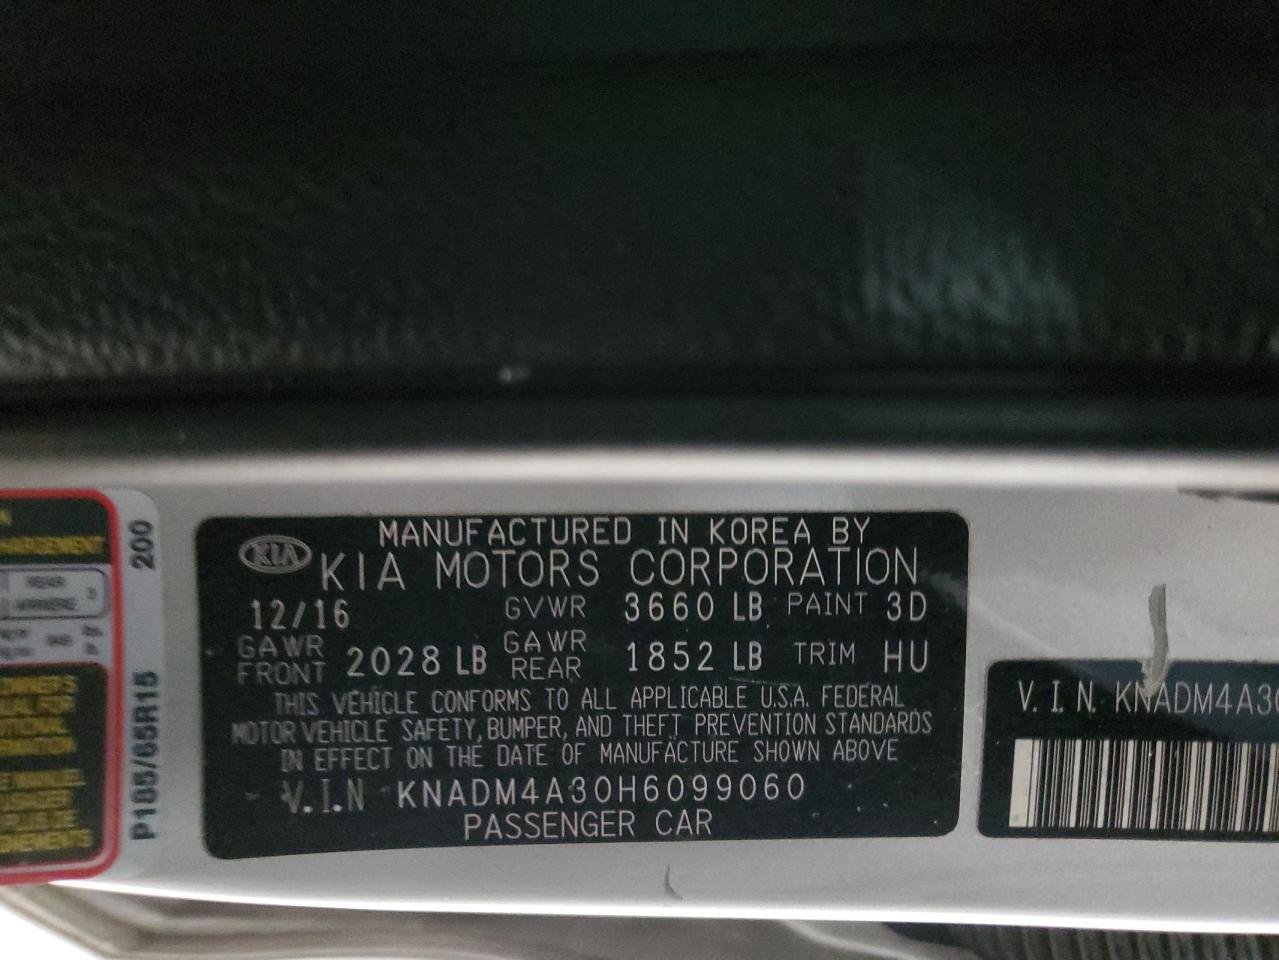 MANUFACTURED IN KOREA BY
KIA KIA MOTORS CORPORATION
12/16 GVWR 3660 LB PAINT 3D
GAWR FRONT 2028 LB GAWR REAR 1852 LB TRIM HU
THIS VEHICLE CONFORMS TO ALL APPLICABLE U.S.A. FEDERAL
MOTOR VEHICLE SAFETY, BUMPER, AND THEFT PREVENTION STANDARDS
IN EFFECT ON THE DATE OF MANUFACTURE SHOWN ABOVE
V.I.N KNADM4A30H6099060
PASSENGER CAR
V.I.N. KNADM4A30
P185/65R15 200
REAR
ARRIERE